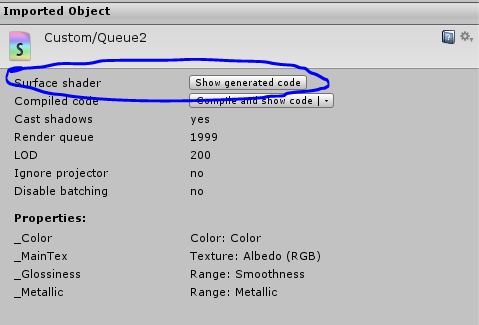 Imported Object
S
Custom/Queue2
Surface shader Show generated code
Compiled code Compile and show code
Cast shadows yes
Render queue 1999
LOD 200
Ignore projector no
Disable batching no
Properties:
_Color Color: Color
_MainTex Texture: Albedo (RGB)
_Glossiness Range: Smoothness
_Metallic Range: Metallic